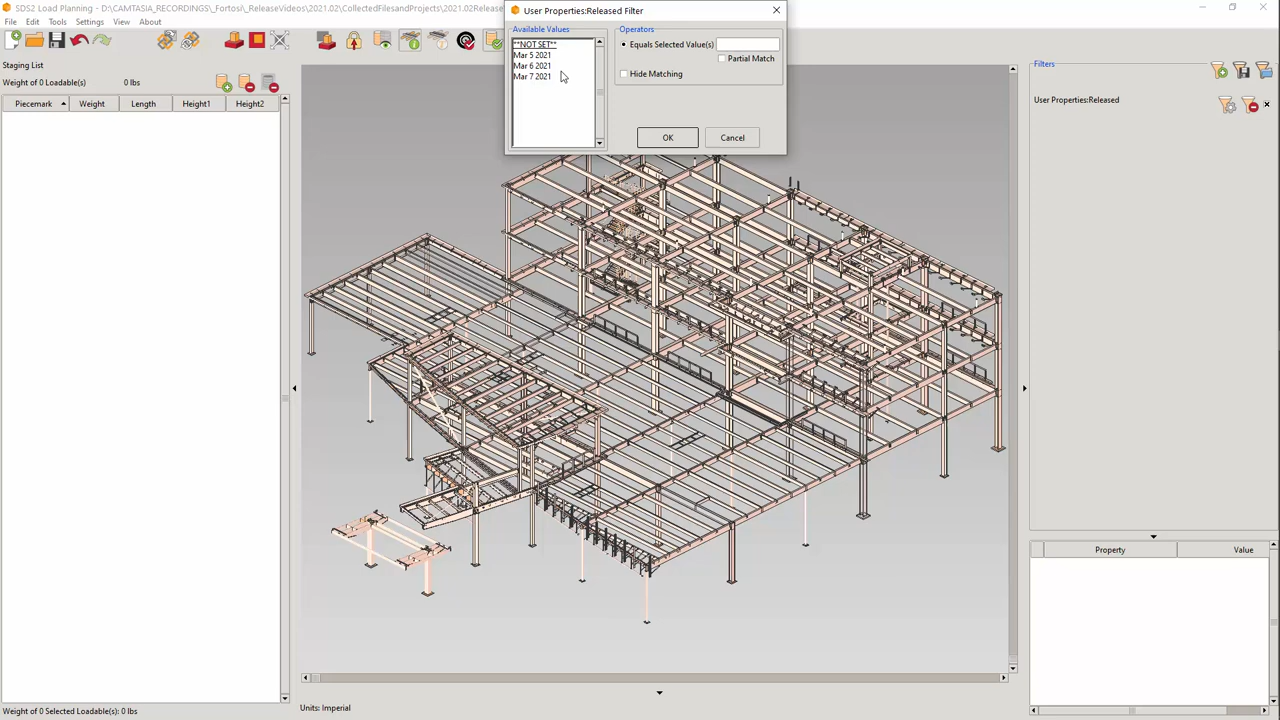 SDS2 Load Planning - C:\CAMTASIA_RECORDINGS\_Fortosi\_ReleaseVideos\2021.02\CollectedFilesandProjects\2021.02Release
File Edit Tools Settings View About
Staging List
Weight of 0 Loadable(s): 0 lbs
Piecemark Weight Length Height1 Height2
Weight of 0 Selected Loadable(s): 0 lbs
User Properties:Released Filter
Available Values
**NOT SET**
Mar 5 2021
Mar 6 2021
Mar 7 2021
Operators
Equals Selected Value(s)
Partial Match
Hide Matching
OK Cancel
Filters
User Properties:Released
Property Value
Units: Imperial